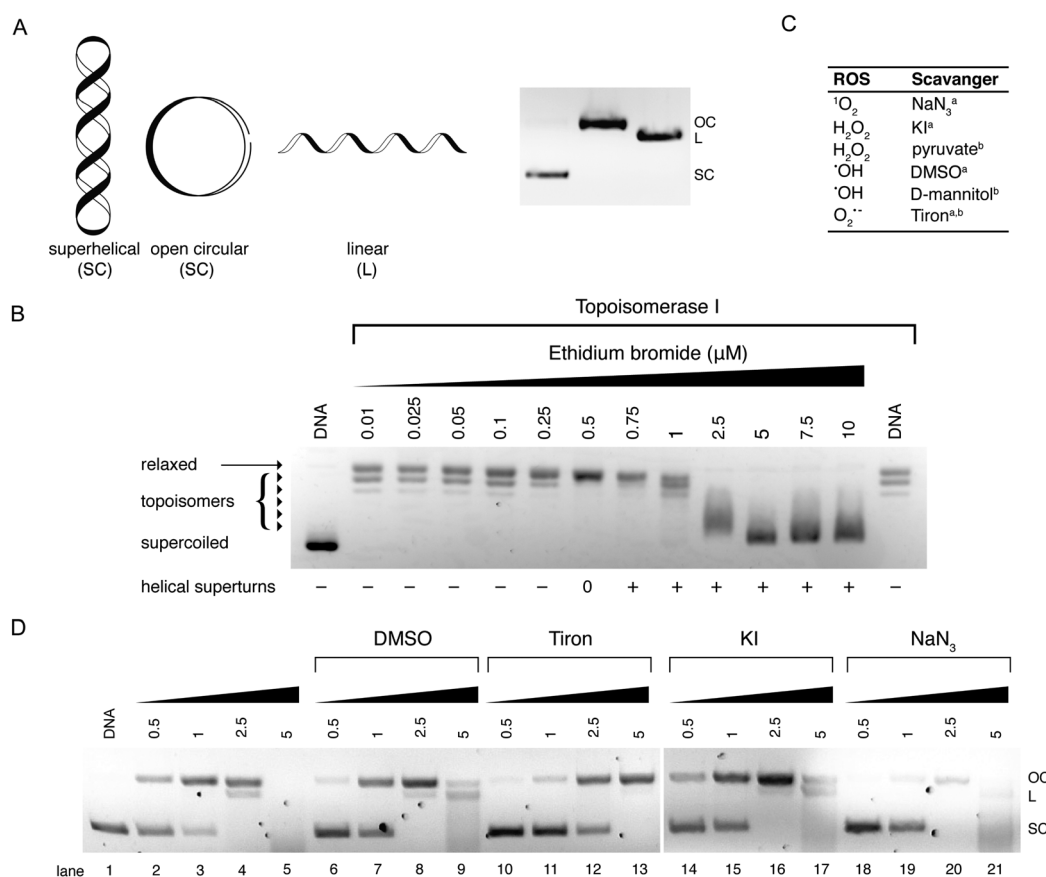 A
superhelical
(SC)
open circular
(SC)
linear
(L)
OC
L
SC
C
ROS Scavanger
¹O₂ NaN₃ᵃ
H₂O₂ KIᵃ
H₂O₂ pyruvateᵇ
˙OH DMSOᵃ
˙OH D-mannitolᵇ
O₂˙⁻ Tironᵃ,ᵇ
B
Topoisomerase I
Ethidium bromide (µM)
DNA 0.01 0.025 0.05 0.1 0.25 0.5 0.75 1 2.5 5 7.5 10 DNA
relaxed
topoisomers
supercoiled
helical superturns − − − − − − 0 + + + + + + −
D
DMSO Tiron KI NaN₃
DNA 0.5 1 2.5 5 0.5 1 2.5 5 0.5 1 2.5 5 0.5 1 2.5 5 0.5 1 2.5 5
OC
L
SC
lane 1 2 3 4 5 6 7 8 9 10 11 12 13 14 15 16 17 18 19 20 21